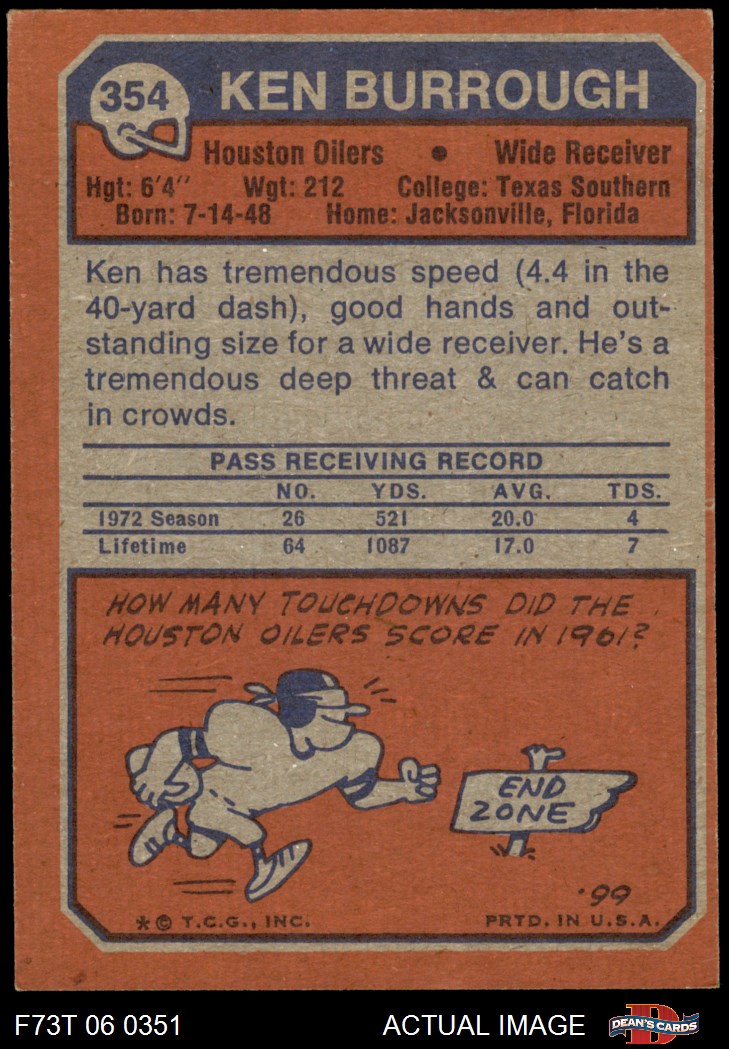 354
KEN BURROUGH
Houston Oilers • Wide Receiver
Hgt: 6'4" Wgt: 212 College: Texas Southern
Born: 7-14-48 Home: Jacksonville, Florida
Ken has tremendous speed (4.4 in the
40-yard dash), good hands and out-
standing size for a wide receiver. He's a
tremendous deep threat & can catch
in crowds.
PASS RECEIVING RECORD
NO. YDS. AVG. TDS.
1972 Season 26 521 20.0 4
Lifetime 64 1087 17.0 7
HOW MANY TOUCHDOWNS DID THE
HOUSTON OILERS SCORE IN 1961?
END
ZONE
•99
* © T.C.G., INC. PRTD. IN U.S.A.
F73T 06 0351 ACTUAL IMAGE DEAN'S CARDS